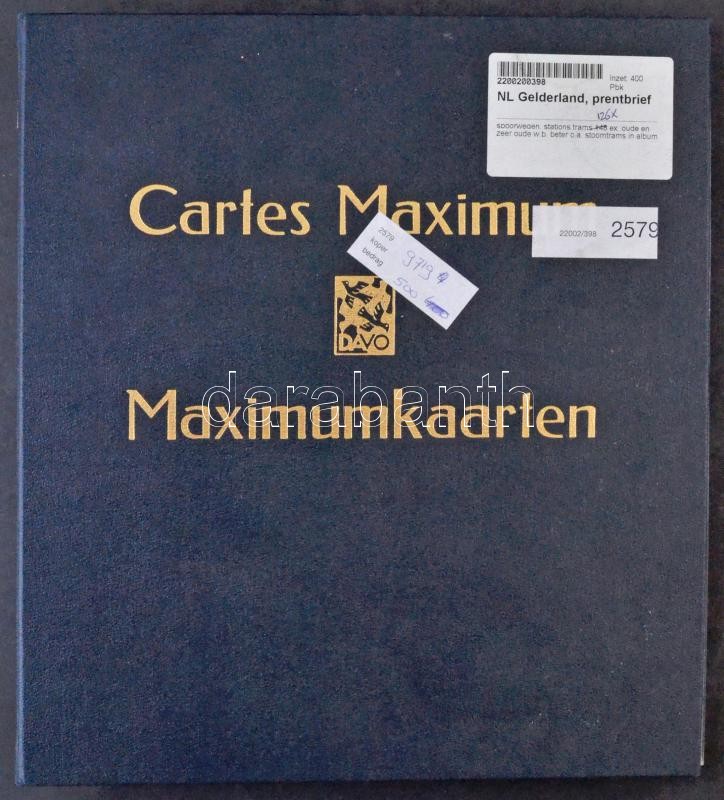 2200200398
Inzet: 400
Pbk
NL Gelderland, prentbrief
126x
spoorwegen, stations trams ex. oude en
zeer oude w.b. beter o.a. stoomtrams in album
Cartes Maximum
22002/398 2579
2579
koper 9719
bedrag 500
DAVO
darabanth
Maximumkaarten